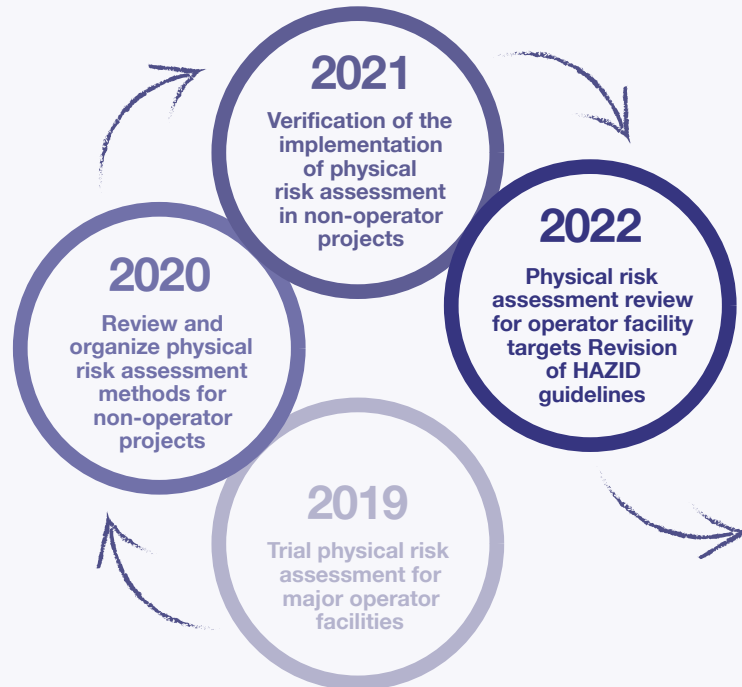 2021
Verification of the
implementation
of physical
risk assessment
in non-operator
projects
2022
Physical risk
assessment review
for operator facility
targets Revision
of HAZID
guidelines
2020
Review and
organize physical
risk assessment
methods for
non-operator
projects
2019
Trial physical risk
assessment for
major operator
facilities